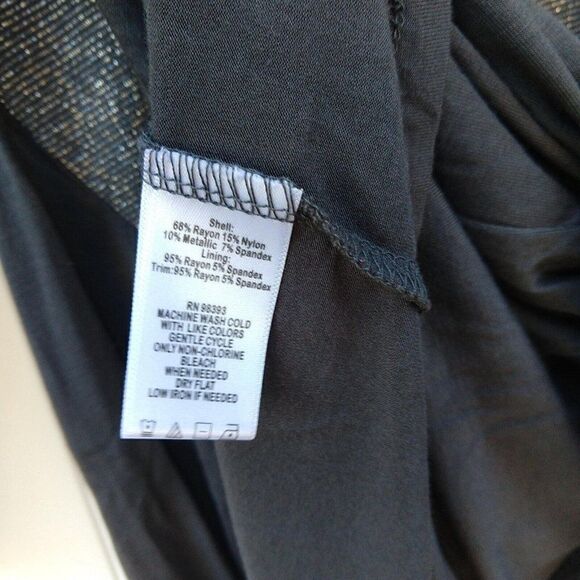 Shell:
68% Rayon 15% Nylon
10% Metallic 7% Spandex
Lining:
95% Rayon 5% Spandex
Trim:95% Rayon 5% Spandex
RN 98393
MACHINE WASH COLD
WITH LIKE COLORS
GENTLE CYCLE
ONLY NON-CHLORINE
BLEACH
WHEN NEEDED
DRY FLAT
LOW IRON IF NEEDED